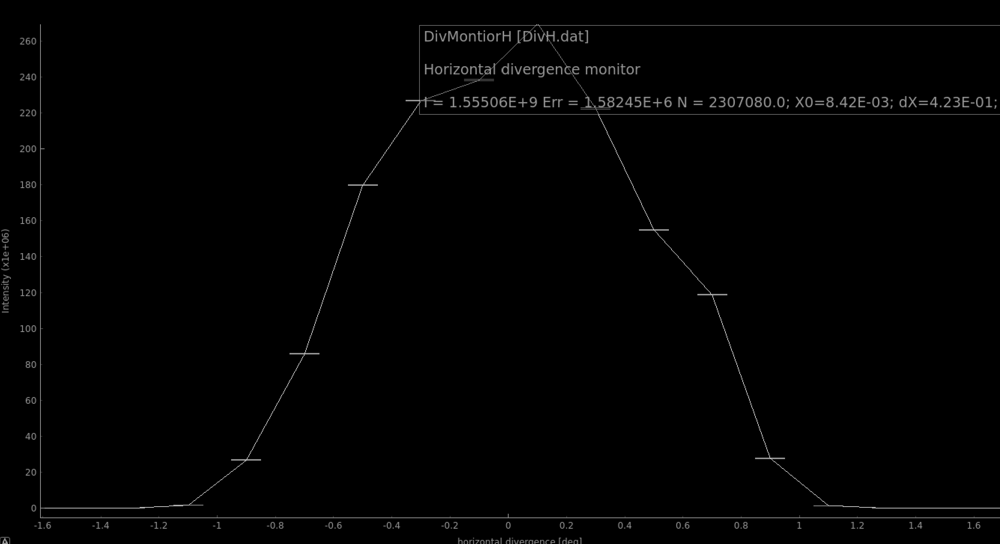 DivMontiorH [DivH.dat]
Horizontal divergence monitor
I = 1.55506E+9 Err = 1.58245E+6 N = 2307080.0; X0=8.42E-03; dX=4.23E-01;
260
240
220
200
180
160
140
120
100
80
60
40
20
0
Intensity (x1e+06)
-1.6 -1.4 -1.2 -1 -0.8 -0.6 -0.4 -0.2 0 0.2 0.4 0.6 0.8 1 1.2 1.4 1.6
horizontal divergence [deg]
A